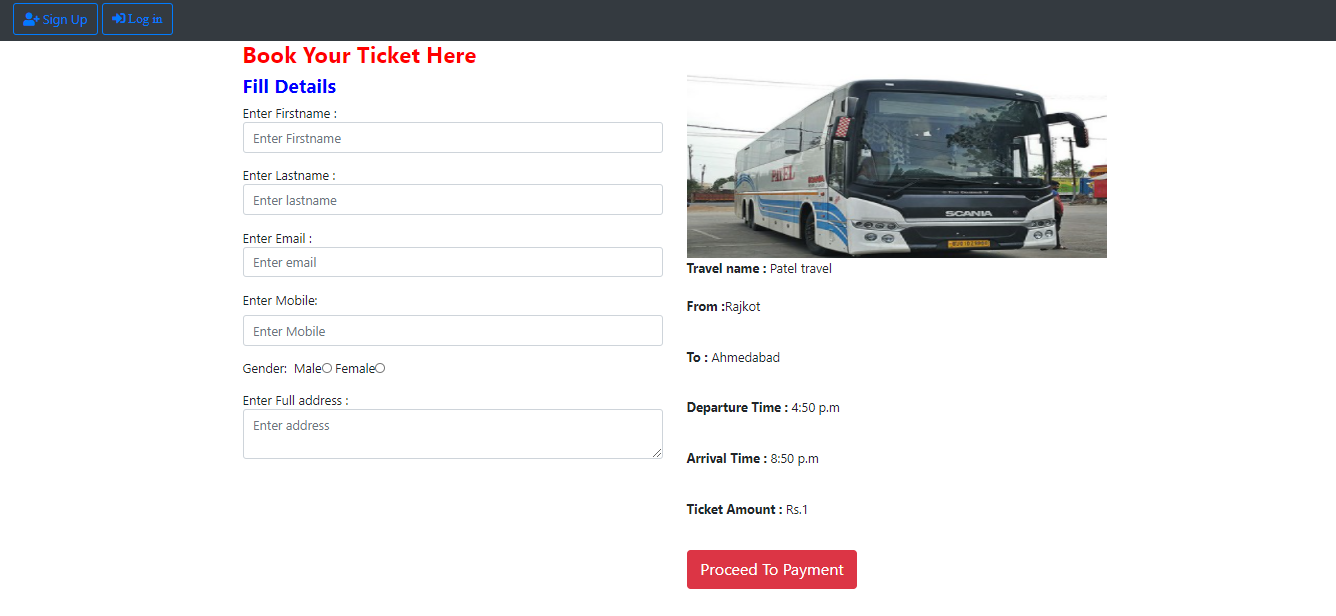 Sign Up
Log in
Book Your Ticket Here
Fill Details
Enter Firstname :
Enter Firstname
Enter Lastname :
Enter lastname
Enter Email :
Enter email
Enter Mobile:
Enter Mobile
Gender: Male Female
Enter Full address :
Enter address
PATEL
SCANIA
Travel name : Patel travel
From :Rajkot
To : Ahmedabad
Departure Time : 4:50 p.m
Arrival Time : 8:50 p.m
Ticket Amount : Rs.1
Proceed To Payment